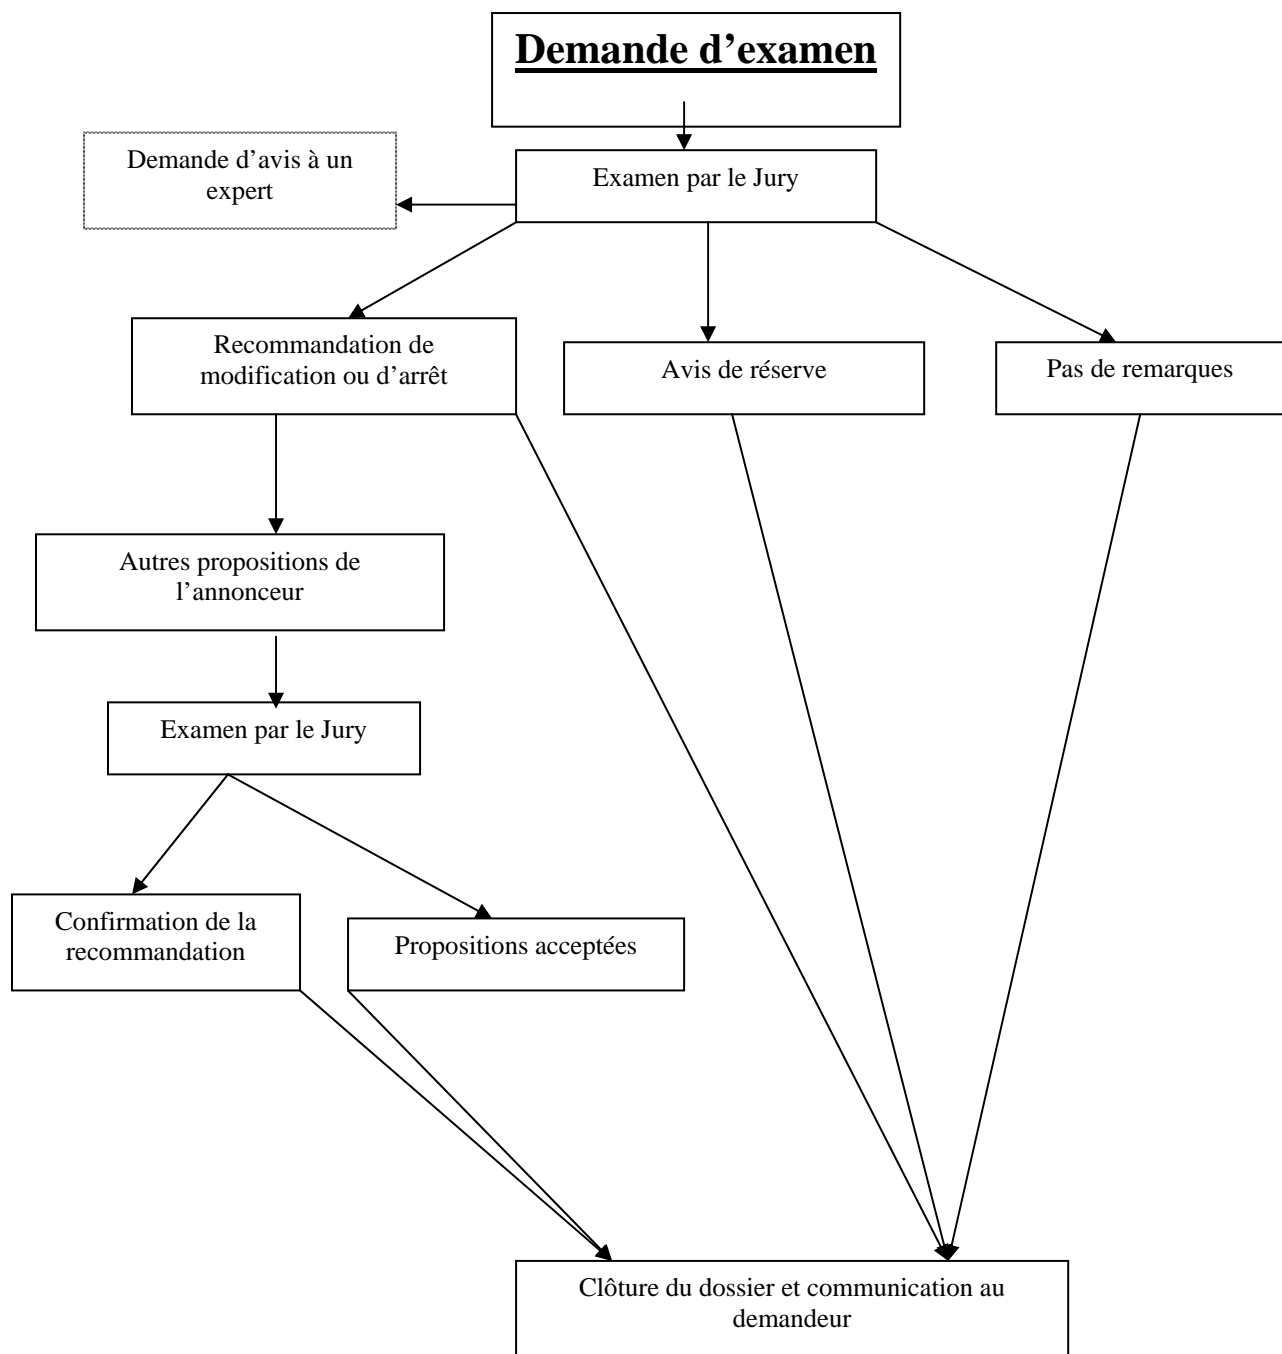 Demande d’examen
Demande d’avis à un
expert
Examen par le Jury
Recommandation de
modification ou d’arrêt
Avis de réserve
Pas de remarques
Autres propositions de
l’annonceur
Examen par le Jury
Confirmation de la
recommandation
Propositions acceptées
Clôture du dossier et communication au
demandeur